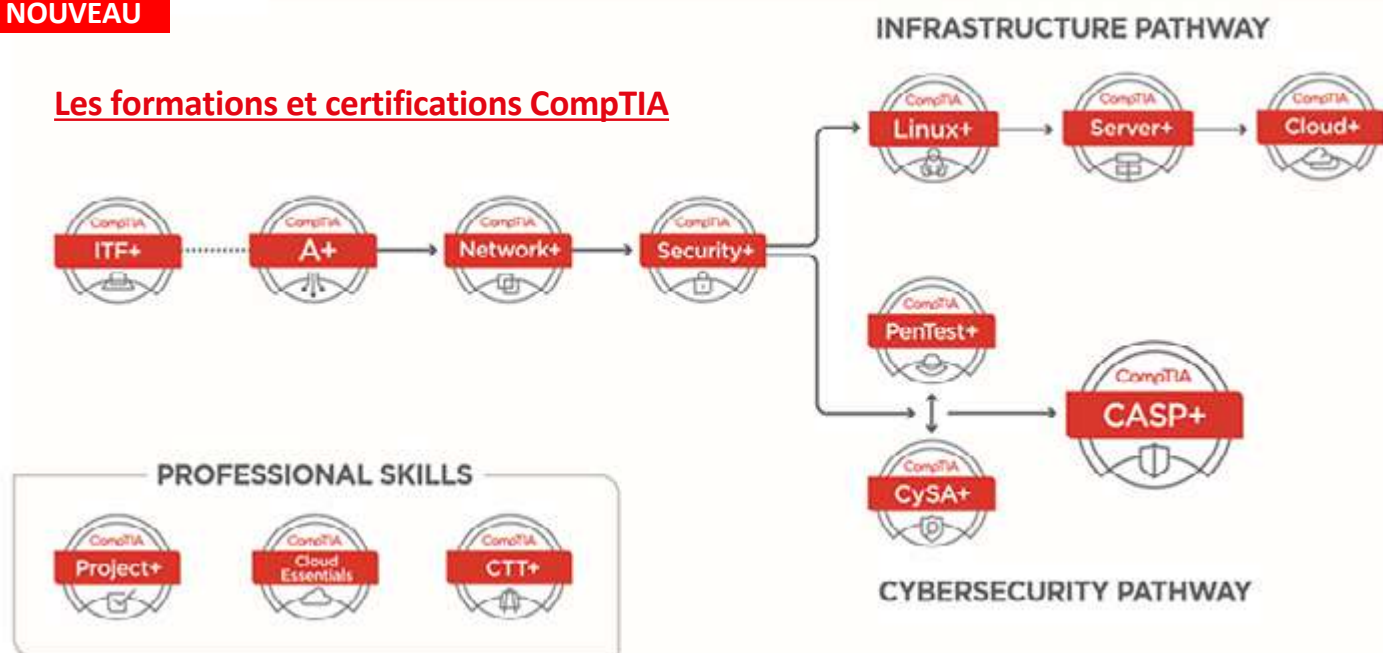 NOUVEAU
INFRASTRUCTURE PATHWAY
Les formations et certifications CompTIA
CompTIA
Linux+
CompTIA
Server+
CompTIA
Cloud+
CompTIA
ITF+
CompTIA
A+
CompTIA
Network+
CompTIA
Security+
CompTIA
PenTest+
CompTIA
CASP+
CompTIA
CySA+
CYBERSECURITY PATHWAY
PROFESSIONAL SKILLS
CompTIA
Project+
CompTIA
Cloud
Essentials
CompTIA
CTT+